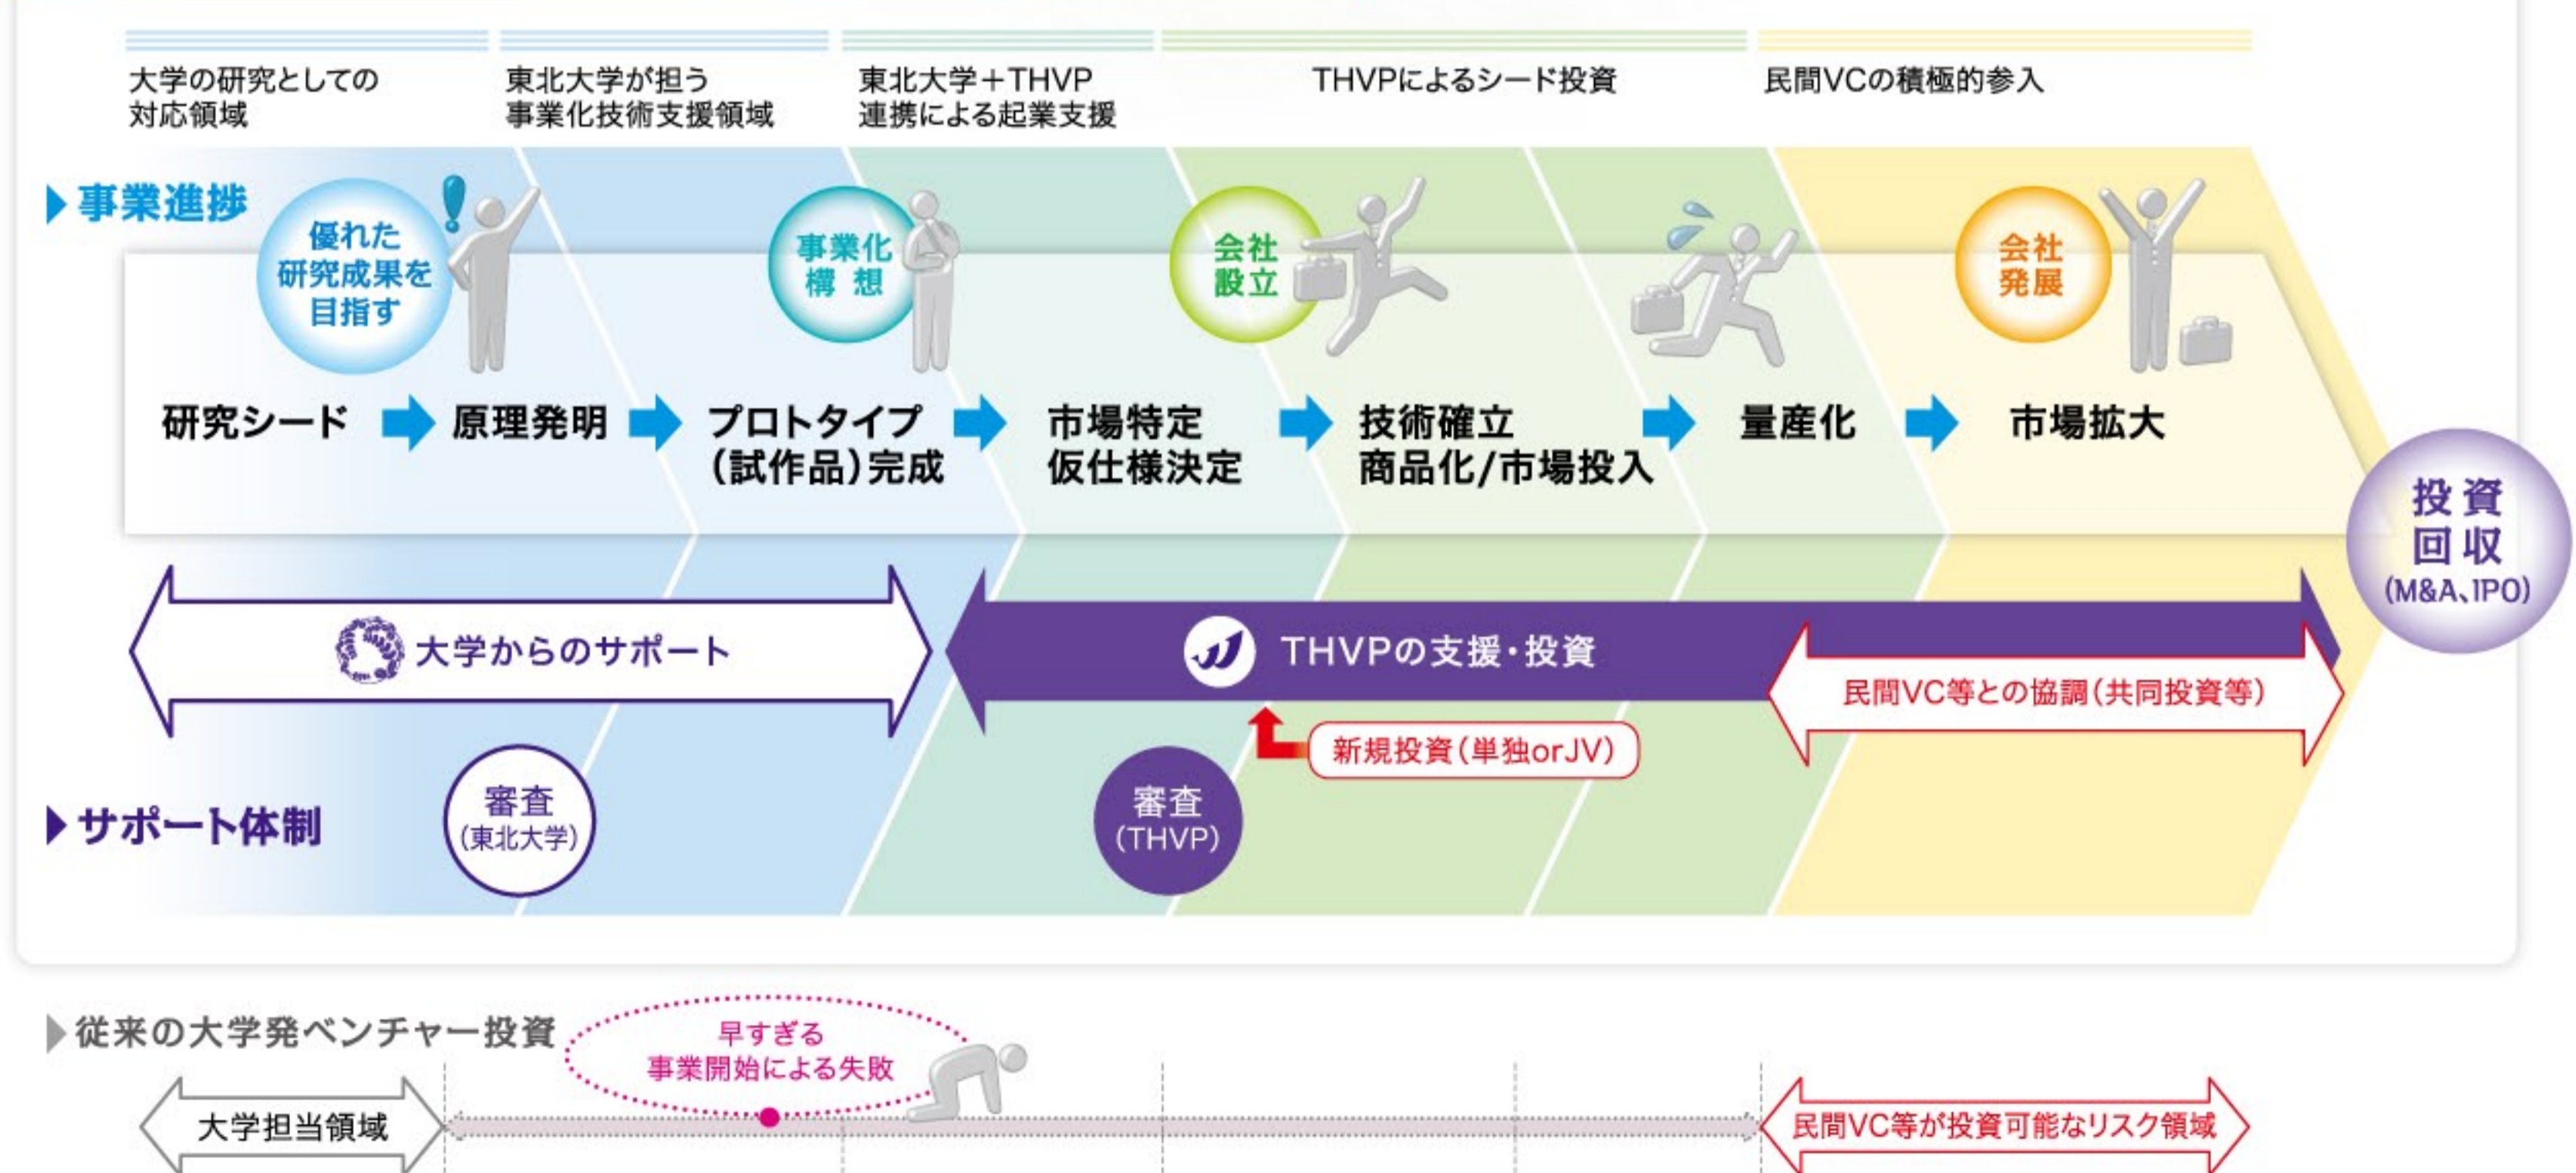 大学の研究としての
対応領域
東北大学が担う
事業化技術支援領域
東北大学＋THVP
連携による起業支援
THVPによるシード投資
民間VCの積極的参入
事業進捗
優れた
研究成果を
目指す
事業化
構想
会社
設立
会社
発展
研究シード
原理発明
プロトタイプ
（試作品）完成
市場特定
仮仕様決定
技術確立
商品化/市場投入
量産化
市場拡大
投資
回収
（M&A、IPO）
大学からのサポート
THVPの支援・投資
民間VC等との協調（共同投資等）
新規投資（単独orJV）
審査
（東北大学）
審査
（THVP）
サポート体制
従来の大学発ベンチャー投資
早すぎる
事業開始による失敗
大学担当領域
民間VC等が投資可能なリスク領域